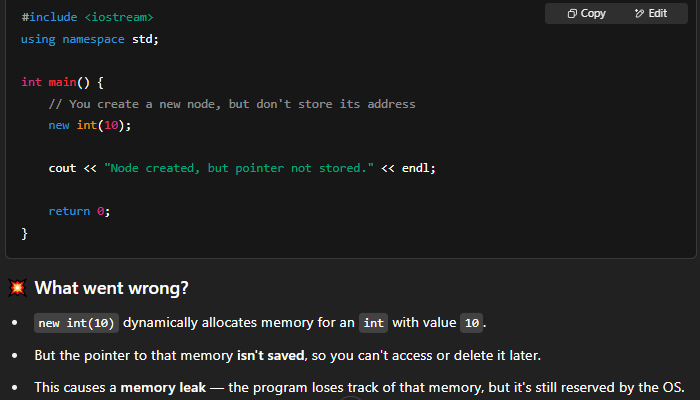 Copy Edit
#include <iostream>
using namespace std;
int main() {
// You create a new node, but don't store its address
new int(10);
cout << "Node created, but pointer not stored." << endl;
return 0;
}
💥 What went wrong?
• new int(10) dynamically allocates memory for an int with value 10.
• But the pointer to that memory isn't saved, so you can't access or delete it later.
• This causes a memory leak — the program loses track of that memory, but it's still reserved by the OS.